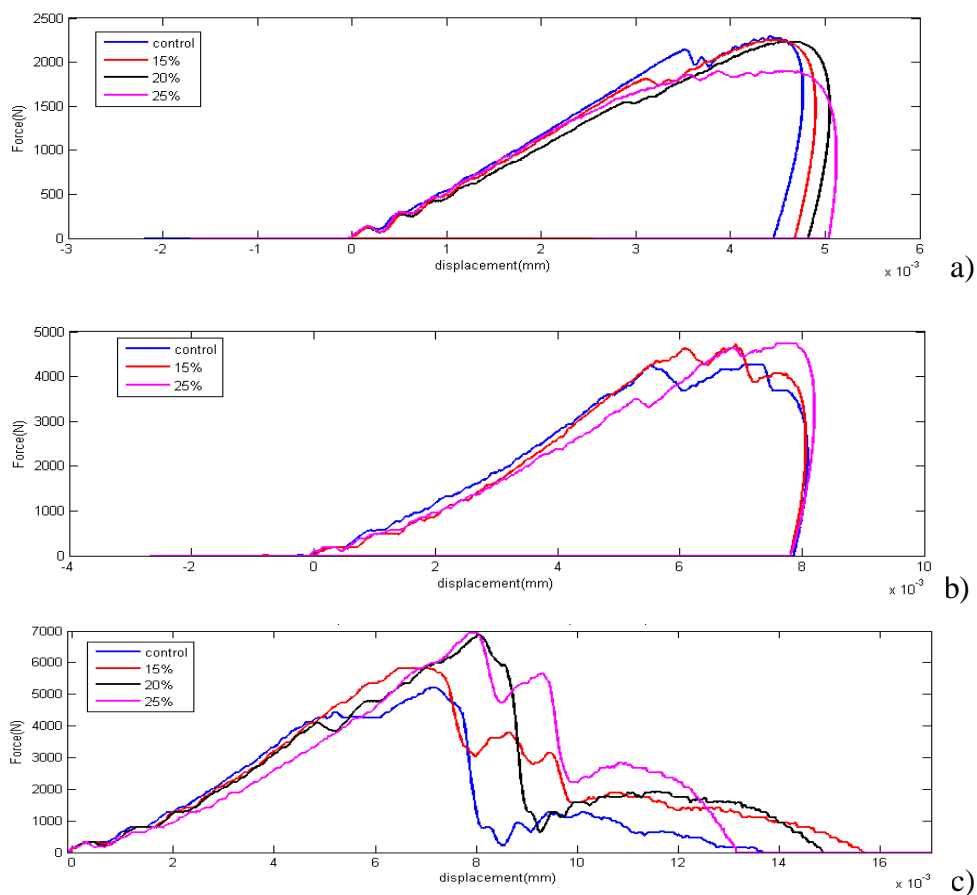 2500
2000
1500
1000
500
0
Force(N)
control
15%
20%
25%
-3 -2 -1 0 1 2 3 4 5 6
displacement(mm)
x 10⁻³
a)
5000
4000
3000
2000
1000
0
Force(N)
control
15%
25%
-4 -2 0 2 4 6 8 10
displacement(mm)
x 10⁻³
b)
7000
6000
5000
4000
3000
2000
1000
0
Force(N)
control
15%
20%
25%
0 2 4 6 8 10 12 14 16
displacement(mm)
x 10⁻³
c)